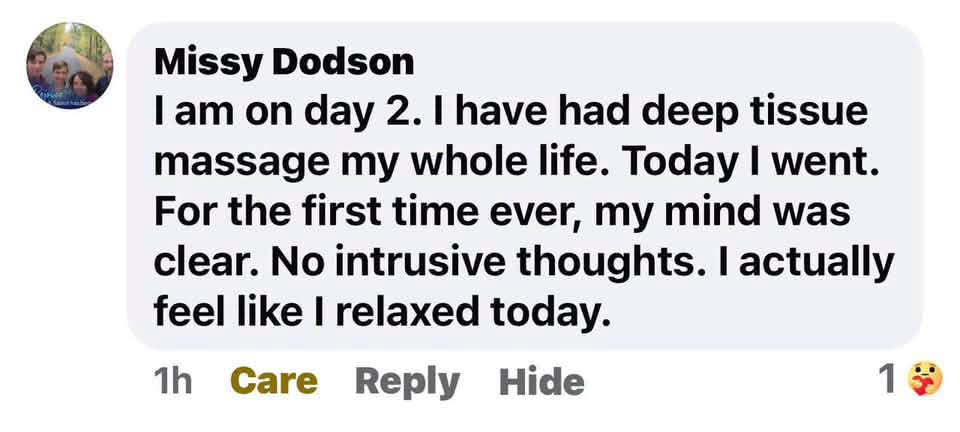 Missy Dodson
I am on day 2. I have had deep tissue
massage my whole life. Today I went.
For the first time ever, my mind was
clear. No intrusive thoughts. I actually
feel like I relaxed today.
1h Care Reply Hide 1